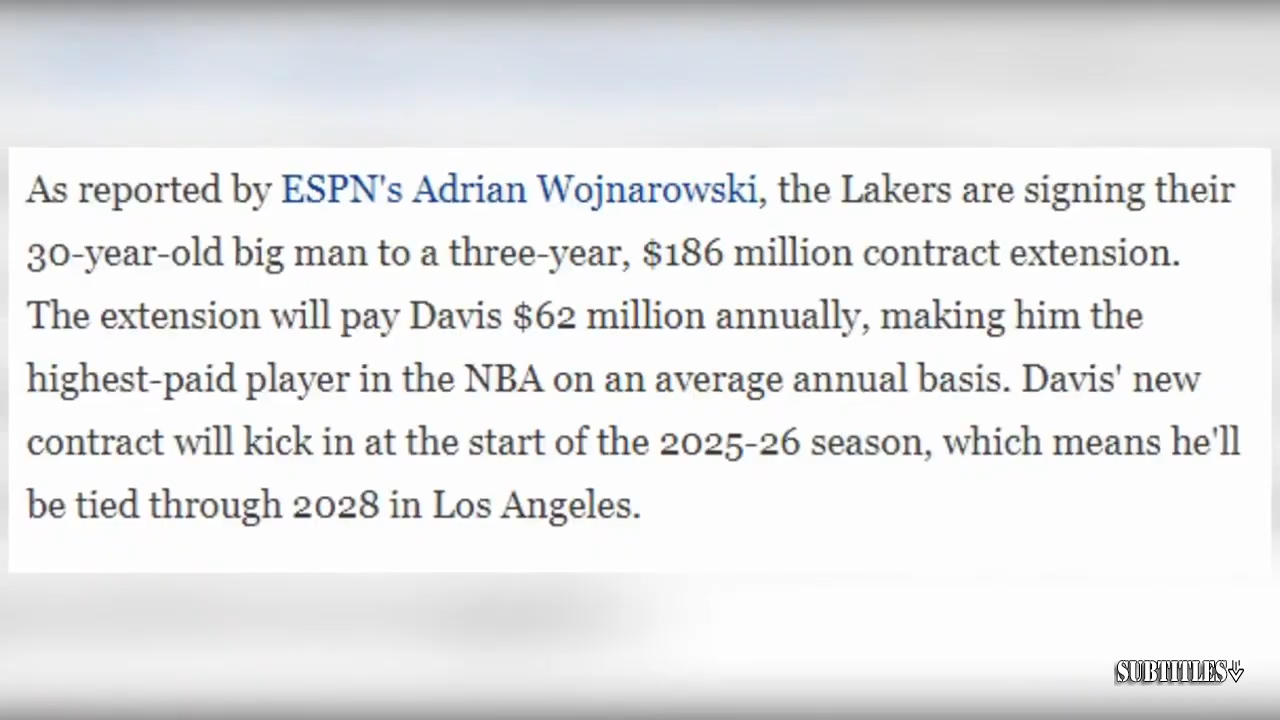 As reported by ESPN's Adrian Wojnarowski, the Lakers are signing their
30-year-old big man to a three-year, $186 million contract extension.
The extension will pay Davis $62 million annually, making him the
highest-paid player in the NBA on an average annual basis. Davis' new
contract will kick in at the start of the 2025-26 season, which means he'll
be tied through 2028 in Los Angeles.
SUBTITLES